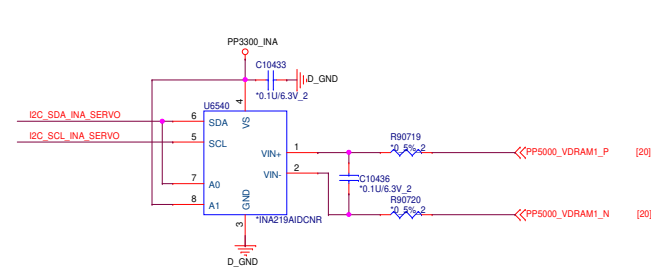 PP3300_INA
C10433
D_GND
*0.1U/6.3V_2
U6540
I2C_SDA_INA_SERVO
6
SDA
4
VS
I2C_SCL_INA_SERVO
5
SCL
VIN+
1
R90719
*0_5%_2
PP5000_VDRAM1_P
[20]
VIN-
2
C10436
*0.1U/6.3V_2
7
A0
8
A1
GND
3
R90720
*0_5%_2
PP5000_VDRAM1_N
[20]
*INA219AIDCNR
D_GND